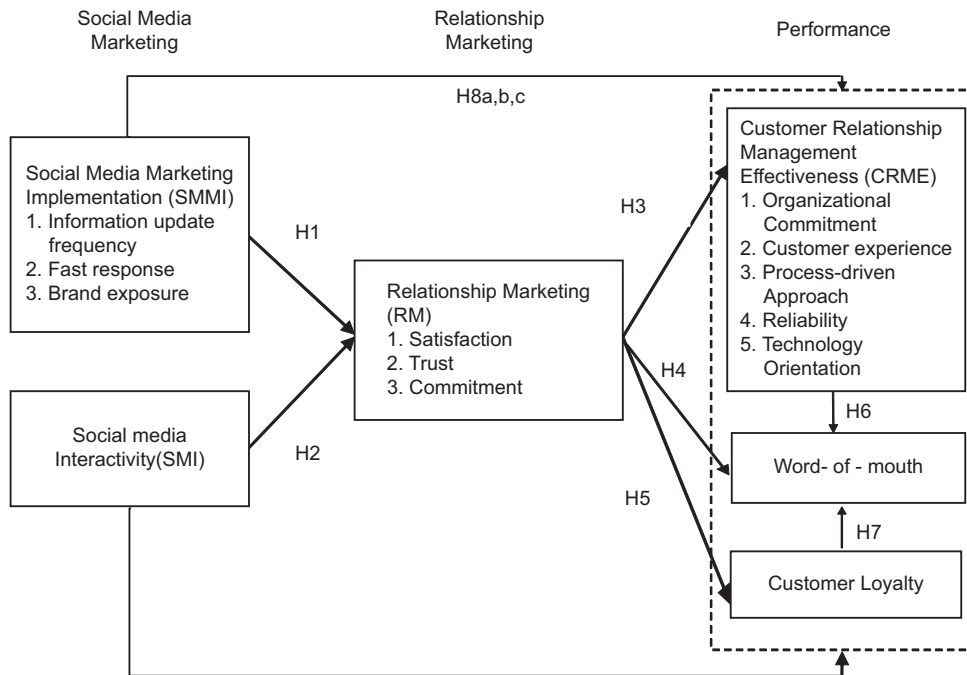 Social Media
Marketing
Relationship
Marketing
Performance
H8a,b,c
Social Media Marketing
Implementation (SMMI)
1. Information update
frequency
2. Fast response
3. Brand exposure
H1
Social media
Interactivity(SMI)
H2
Relationship Marketing
(RM)
1. Satisfaction
2. Trust
3. Commitment
H3
H4
H5
Customer Relationship
Management
Effectiveness (CRME)
1. Organizational
Commitment
2. Customer experience
3. Process-driven
Approach
4. Reliability
5. Technology
Orientation
H6
Word- of - mouth
H7
Customer Loyalty